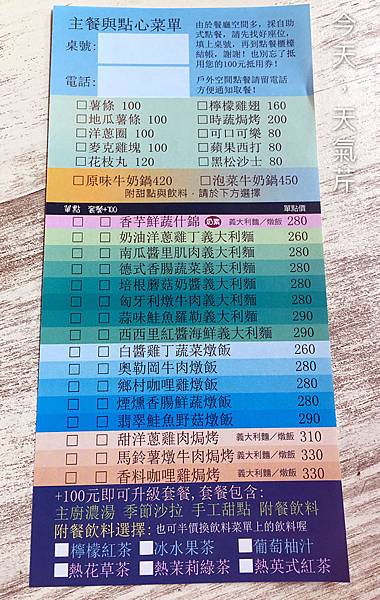 主餐與點心菜單
桌號:
電話:
由於餐廳空間多，採自助
式點餐，請先找好座位，
填上桌號，再到點餐櫃檯
結帳，謝謝! 也別忘了抵
用您的100元抵用券!
戶外空間點餐請留電話
方便通知取餐!
□薯條 100 □檸檬雞翅 160
□地瓜薯條 100 □時蔬焗烤 200
□洋蔥圈 100 □可口可樂 80
□麥克雞塊 100 □蘋果西打 80
□花枝丸 120 □黑松沙士 80
□原味牛奶鍋420 □泡菜牛奶鍋450
附甜點與飲料，請於下方選擇
單點 套餐+100 單點價
□ □ 香芋鮮蔬什錦 奶素 義大利麵／燉飯 280
□ □ 奶油洋蔥雞丁義大利麵 260
□ □ 南瓜醬里肌肉義大利麵 280
□ □ 德式香腸蔬菜義大利麵 280
□ □ 培根蘑菇奶醬義大利麵 280
□ □ 匈牙利燉牛肉義大利麵 280
□ □ 蒜味鮭魚羅勒義大利麵 290
□ □ 西西里紅醬海鮮義大利麵 290
□ □ 白醬雞丁蔬菜燉飯 260
□ □ 奧勒岡牛肉燉飯 280
□ □ 鄉村咖哩雞燉飯 280
□ □ 煙燻香腸鮮蔬燉飯 280
□ □ 翡翠鮭魚野菇燉飯 290
□ □ 甜洋蔥雞肉焗烤 義大利麵／燉飯 310
□ □ 馬鈴薯燉牛肉焗烤 義大利麵／燉飯 330
□ □ 香料咖哩雞焗烤 義大利麵／燉飯 330
+100元即可升級套餐, 套餐包含:
主廚濃湯 季節沙拉 手工甜點 附餐飲料
附餐飲料選擇: 也可半價換飲料菜單上的飲料喔
■檸檬紅茶 ■冰水果茶 ■葡萄柚汁
■熱花草茶 ■熱茉莉綠茶 ■熱英式紅茶
今天，天氣芹